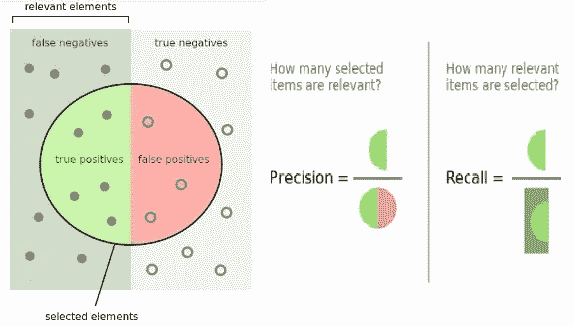 relevant elements
false negatives
true negatives
true positives
false positives
selected elements
How many selected
items are relevant?
Precision =
How many relevant
items are selected?
Recall =